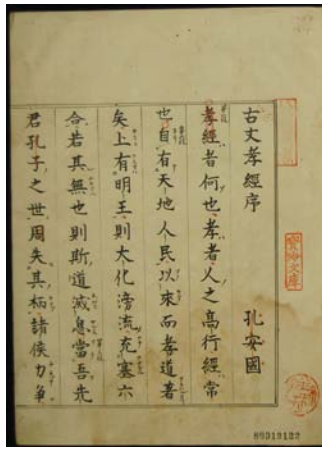 古文孝經序 孔安國
孝經者何也孝者人之高行經常
也自有天地人民以來而孝道著
矣上有明王則大化滂流充塞六
合若其無也則斯道滅息當吾先
君孔子之世周失其柄諸侯力爭